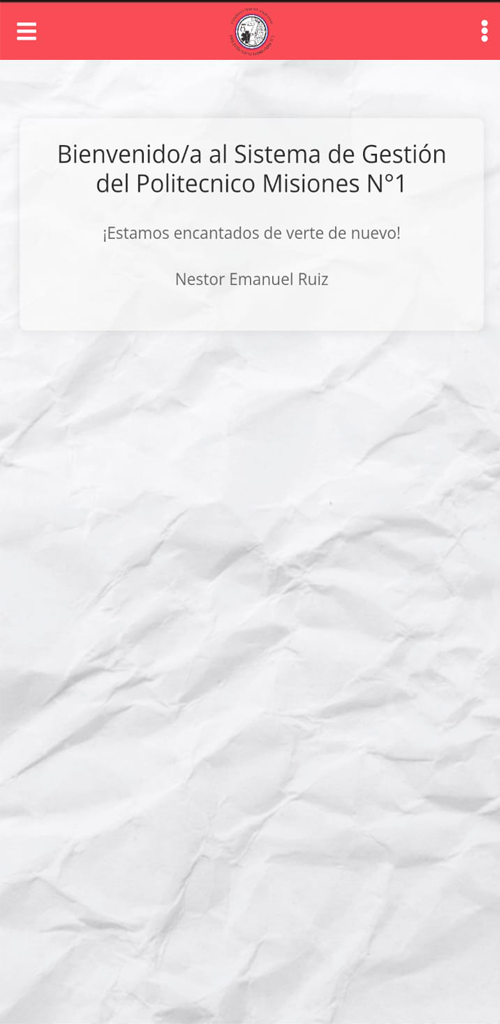 Bienvenido/a al Sistema de Gestión
del Politecnico Misiones N°1
¡Estamos encantados de verte de nuevo!
Nestor Emanuel Ruiz